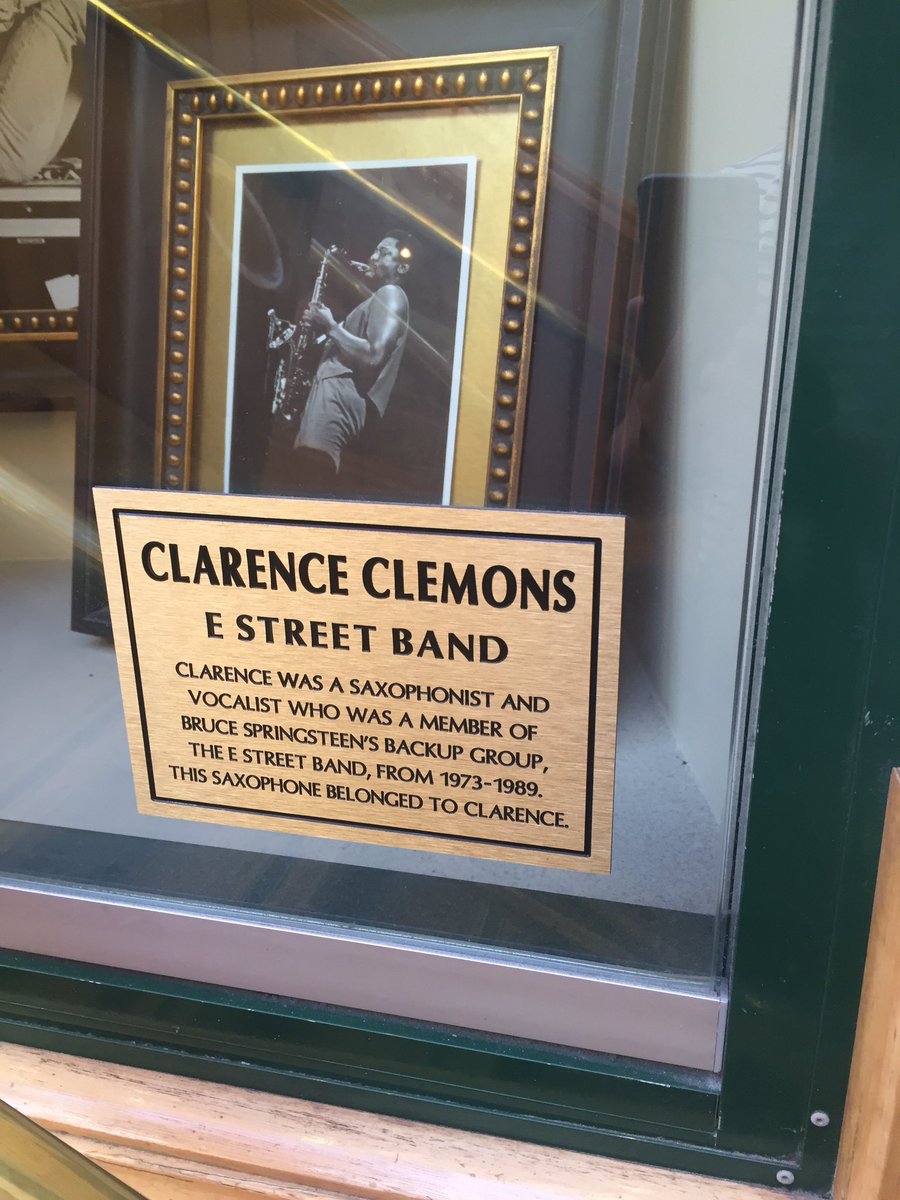 CLARENCE CLEMONS
E STREET BAND
CLARENCE WAS A SAXOPHONIST AND
VOCALIST WHO WAS A MEMBER OF
BRUCE SPRINGSTEEN'S BACKUP GROUP,
THE E STREET BAND, FROM 1973-1989.
THIS SAXOPHONE BELONGED TO CLARENCE.